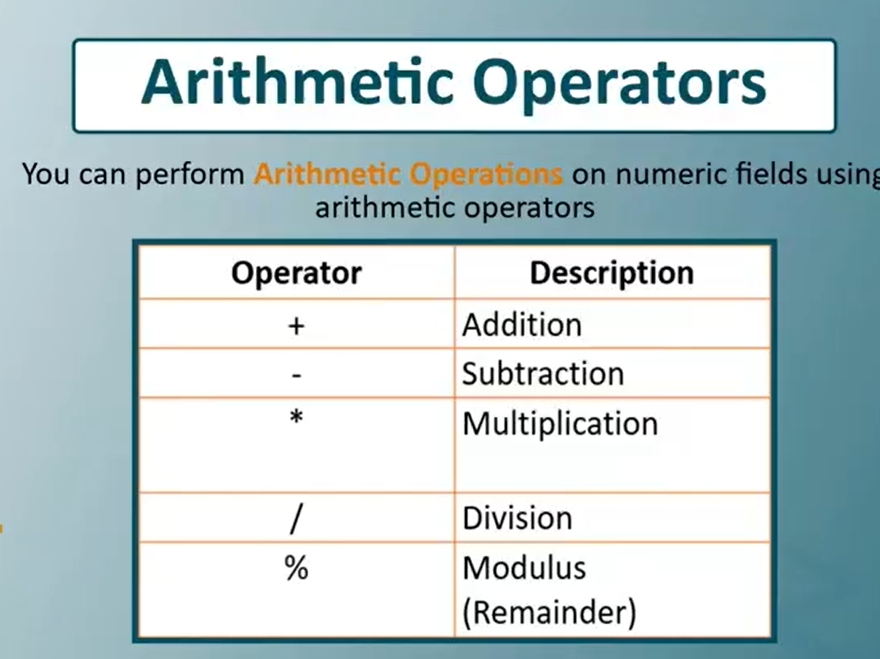 Arithmetic Operators
You can perform Arithmetic Operations on numeric fields using
arithmetic operators
Operator Description
+ Addition
- Subtraction
* Multiplication
/ Division
% Modulus
(Remainder)